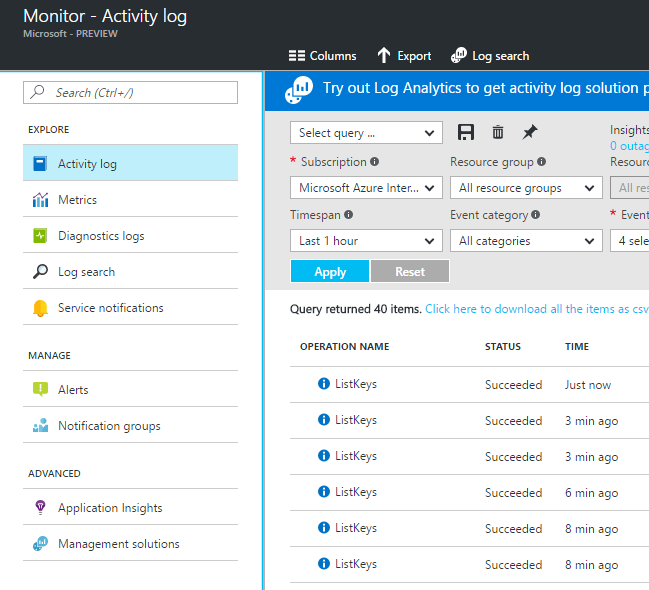 Monitor - Activity log
Microsoft - PREVIEW
Columns
Export
Log search
Search (Ctrl+/)
EXPLORE
Activity log
Metrics
Diagnostics logs
Log search
Service notifications
MANAGE
Alerts
Notification groups
ADVANCED
Application Insights
Management solutions
Try out Log Analytics to get activity log solution p
Select query ...
Insights
0 outag
* Subscription
Resource group
Resourc
Microsoft Azure Inter...
All resource groups
All res
Timespan
Event category
* Event
Last 1 hour
All categories
4 sele
Apply
Reset
Query returned 40 items. Click here to download all the items as csv
OPERATION NAME STATUS TIME
ListKeys Succeeded Just now
ListKeys Succeeded 3 min ago
ListKeys Succeeded 3 min ago
ListKeys Succeeded 6 min ago
ListKeys Succeeded 8 min ago
ListKeys Succeeded 8 min ago